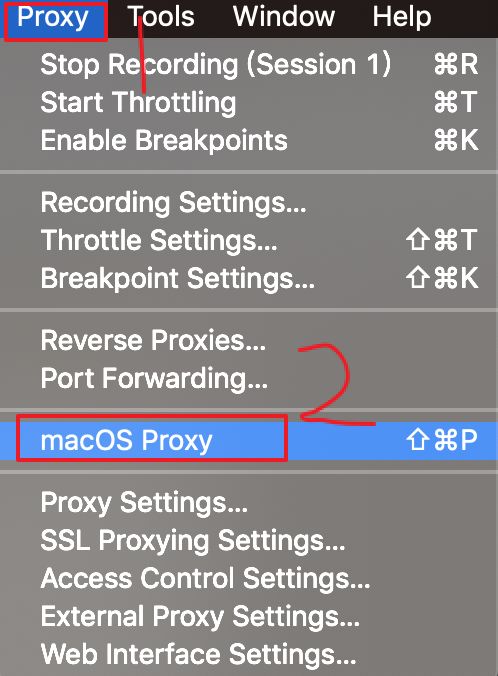 Proxy Tools Window Help
1
Stop Recording (Session 1) ⌘R
Start Throttling ⌘T
Enable Breakpoints ⌘K
Recording Settings...
Throttle Settings... ⇧⌘T
Breakpoint Settings... ⇧⌘K
Reverse Proxies...
Port Forwarding...
2
macOS Proxy ⇧⌘P
Proxy Settings...
SSL Proxying Settings...
Access Control Settings...
External Proxy Settings...
Web Interface Settings...